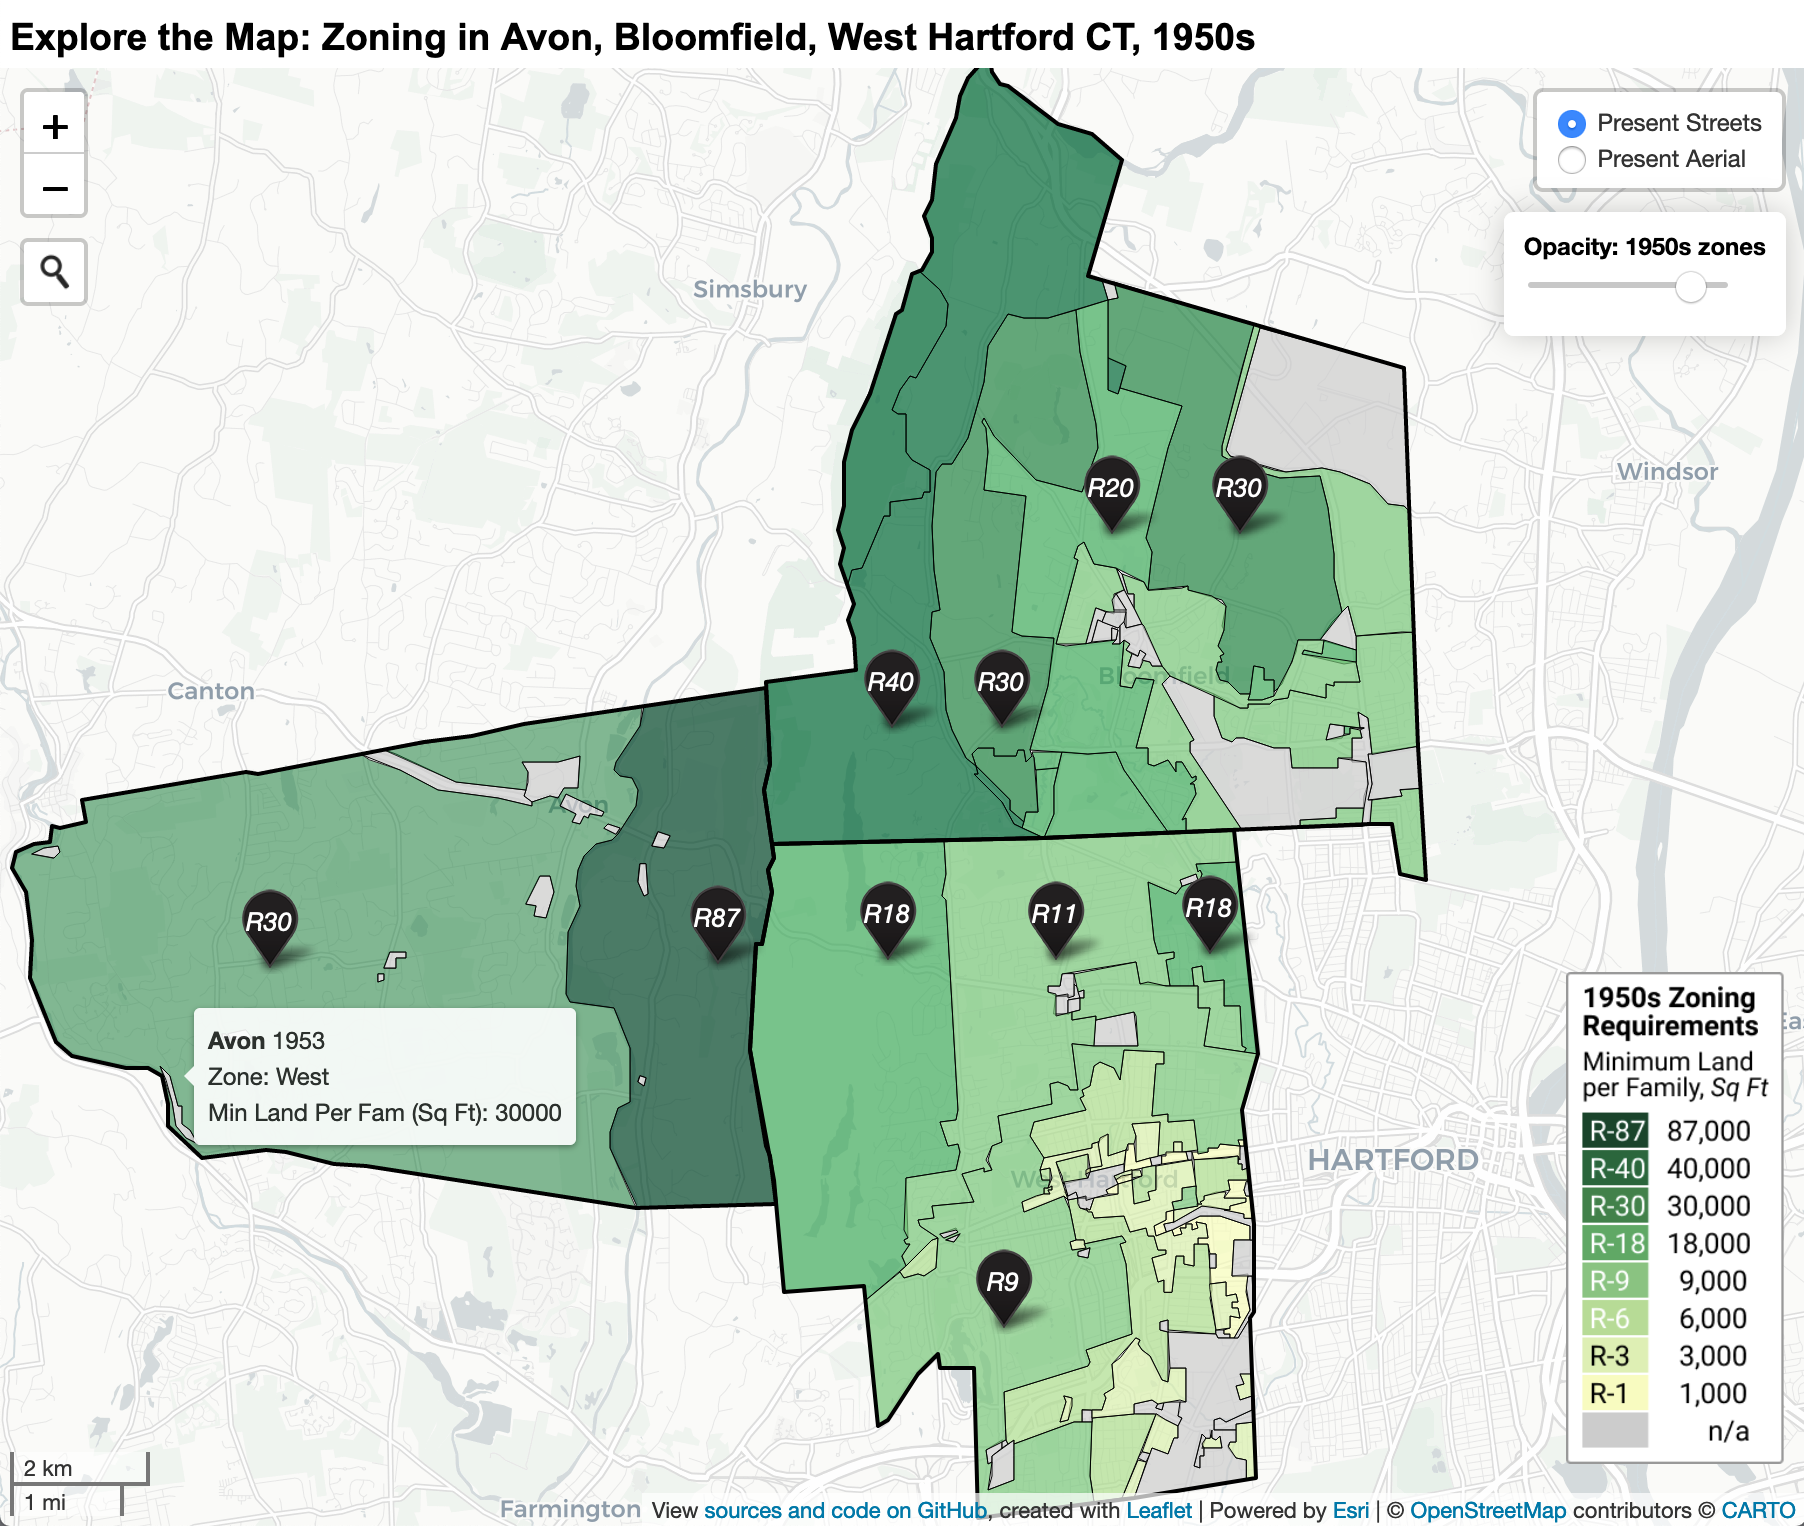 Explore the Map: Zoning in Avon, Bloomfield, West Hartford CT, 1950s
+
−
Present Streets
Present Aerial
Opacity: 1950s zones
Simsbury
Windsor
R20
R30
Canton
R40
R30
Bloomfield
Avon
R30
R87
R18
R11
R18
Avon 1953
Zone: West
Min Land Per Fam (Sq Ft): 30000
HARTFORD
West Hartford
R9
1950s Zoning
Requirements
Minimum Land
per Family, Sq Ft
R-87 87,000
R-40 40,000
R-30 30,000
R-18 18,000
R-9 9,000
R-6 6,000
R-3 3,000
R-1 1,000
n/a
Eas
2 km
1 mi
Farmington
View sources and code on GitHub, created with Leaflet | Powered by Esri | © OpenStreetMap contributors © CARTO